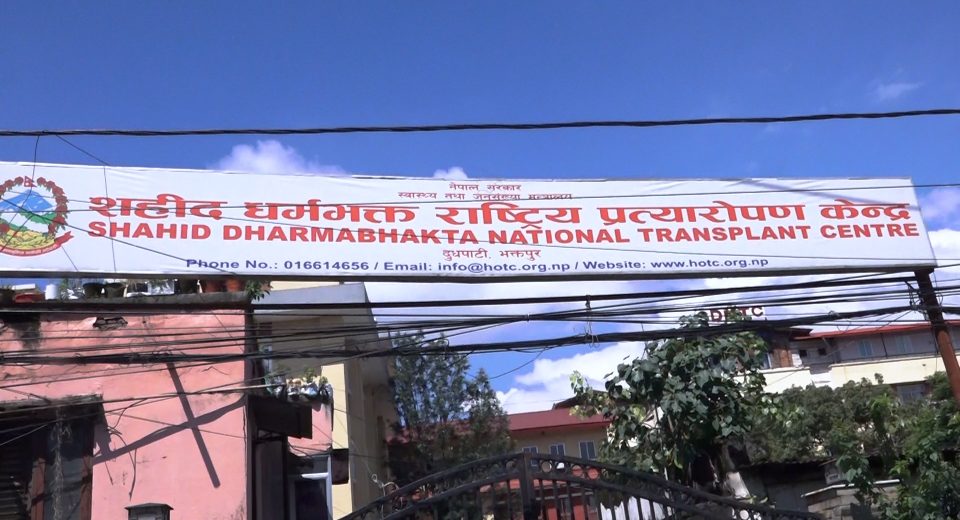 नेपाल सरकार
स्वास्थ्य तथा जनसंख्या मन्त्रालय
शहीद धर्मभक्त राष्ट्रिय प्रत्यारोपण केन्द्र
SHAHID DHARMABHAKTA NATIONAL TRANSPLANT CENTRE
दुधपाटी, भक्तपुर
Phone No.: 016614656 / Email: info@hotc.org.np / Website: www.hotc.org.np